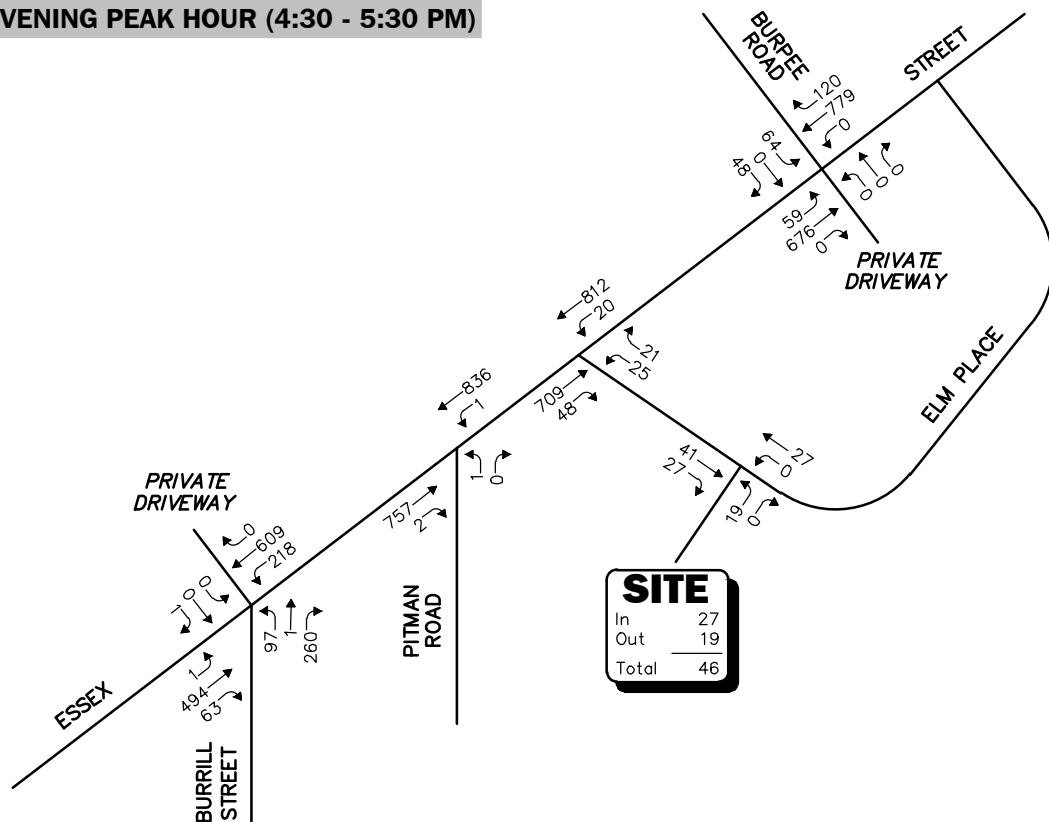 VENING PEAK HOUR (4:30 - 5:30 PM)
BURPEE
ROAD
STREET
120
779
0
64
0
48
0
0
0
59
676
0
PRIVATE
DRIVEWAY
812
20
21
25
709
48
ELM PLACE
836
1
41
27
27
0
19
0
1
0
757
2
PRIVATE
DRIVEWAY
0
609
218
0
0
1
97
1
260
1
494
63
PITMAN
ROAD
SITE
In 27
Out 19
Total 46
ESSEX
BURRILL
STREET